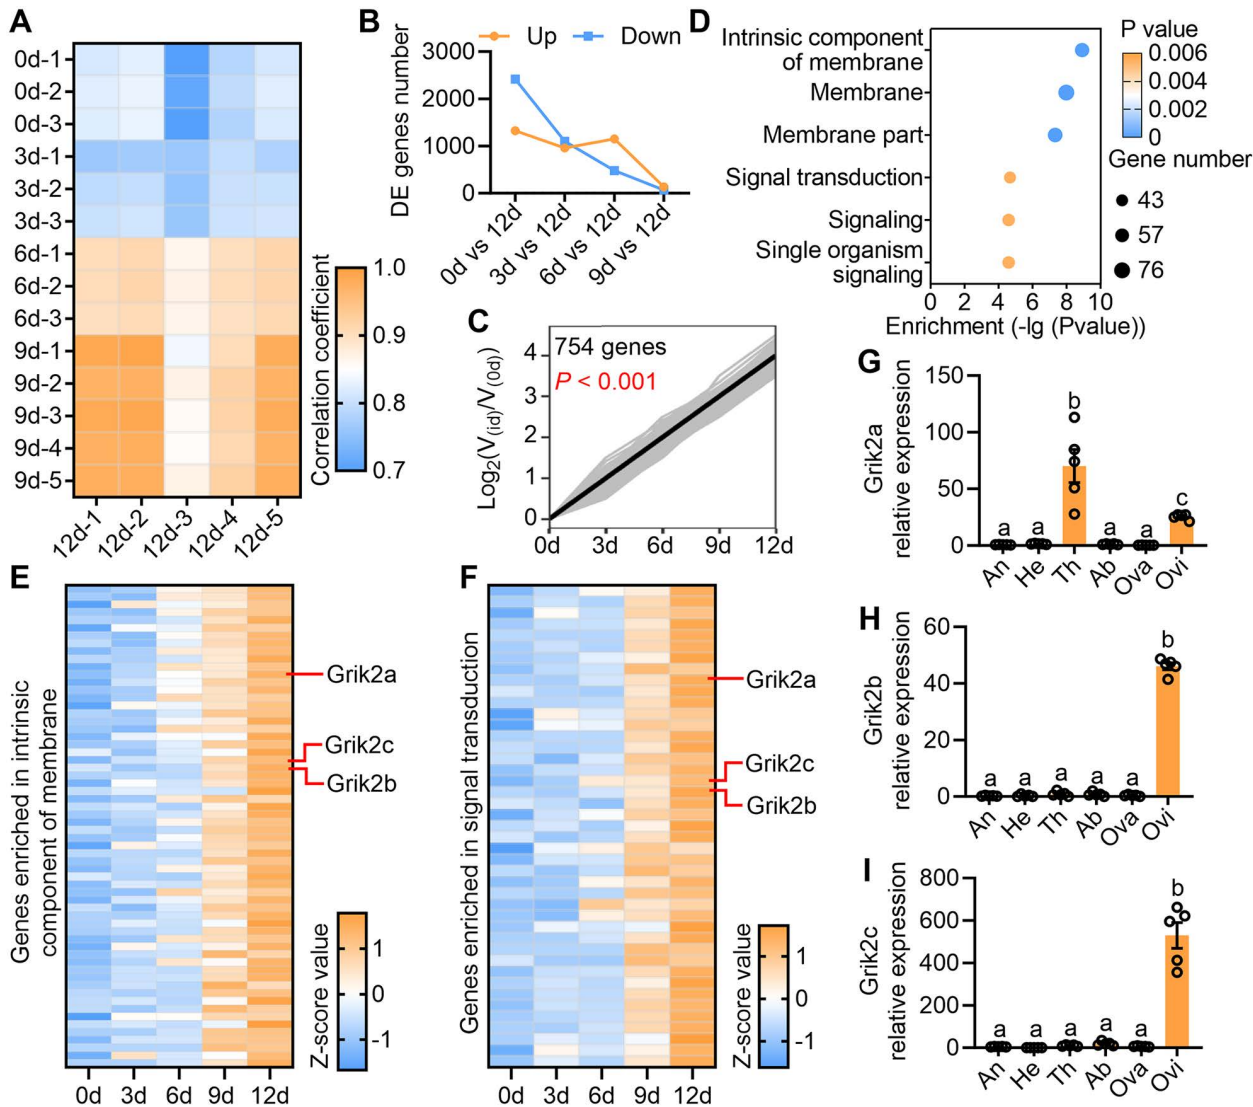 A
0d-1
0d-2
0d-3
3d-1
3d-2
3d-3
6d-1
6d-2
6d-3
9d-1
9d-2
9d-3
9d-4
9d-5
12d-1
12d-2
12d-3
12d-4
12d-5
Correlation coefficient
1.0
0.9
0.8
0.7
B
Up
Down
DE genes number
3000
2000
1000
0
0d vs 12d
3d vs 12d
6d vs 12d
9d vs 12d
C
754 genes
P < 0.001
Log2(V(id)/V(0d))
4
3
2
1
0
0d
3d
6d
9d
12d
D
Intrinsic component
of membrane
Membrane
Membrane part
Signal transduction
Signaling
Single organism
signaling
0
2
4
6
8
10
Enrichment (-lg (Pvalue))
P value
0.006
0.004
0.002
0
Gene number
43
57
76
E
Genes enriched in intrinsic
component of membrane
Grik2a
Grik2c
Grik2b
Z-score value
1
0
-1
0d
3d
6d
9d
12d
F
Genes enriched in signal transduction
Grik2a
Grik2c
Grik2b
Z-score value
1
0
-1
0d
3d
6d
9d
12d
G
Grik2a
relative expression
150
100
50
0
a
a
b
a
a
c
An
He
Th
Ab
Ova
Ovi
H
Grik2b
relative expression
60
40
20
0
a
a
a
a
a
b
An
He
Th
Ab
Ova
Ovi
I
Grik2c
relative expression
800
600
400
200
0
a
a
a
a
a
b
An
He
Th
Ab
Ova
Ovi